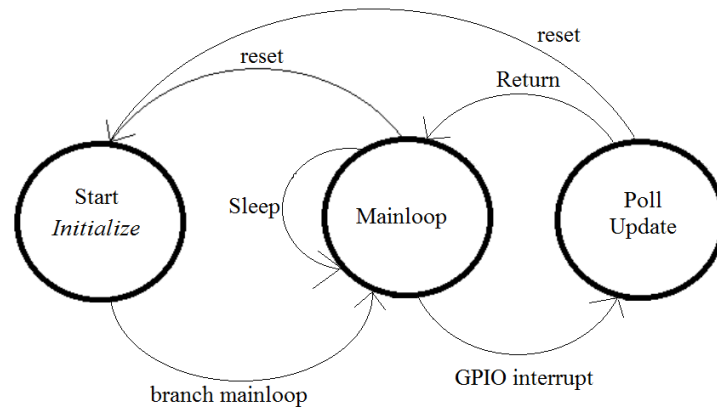 reset
reset
Return
Start
Initialize
Sleep
Mainloop
Poll
Update
branch mainloop
GPIO interrupt